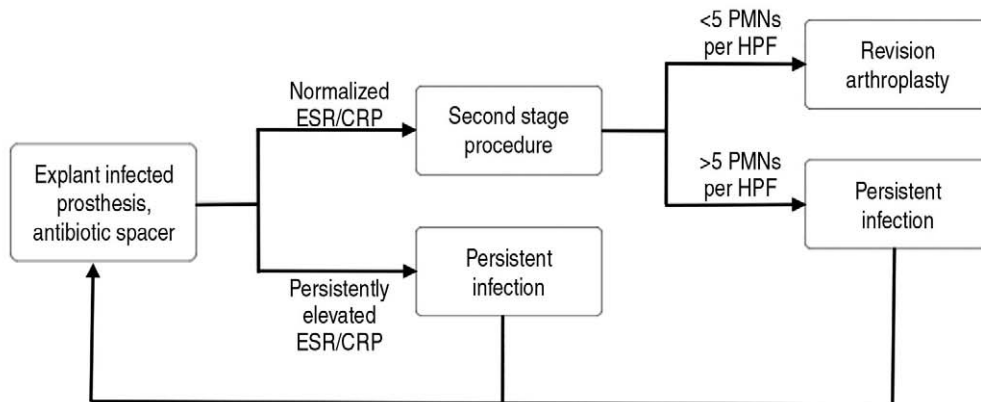 Explant infected
prosthesis,
antibiotic spacer
Normalized
ESR/CRP
Persistently
elevated
ESR/CRP
Second stage
procedure
Persistent
infection
<5 PMNs
per HPF
>5 PMNs
per HPF
Revision
arthroplasty
Persistent
infection